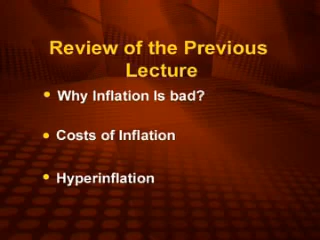 Review of the Previous
Lecture
Why Inflation Is bad?
Costs of Inflation
Hyperinflation